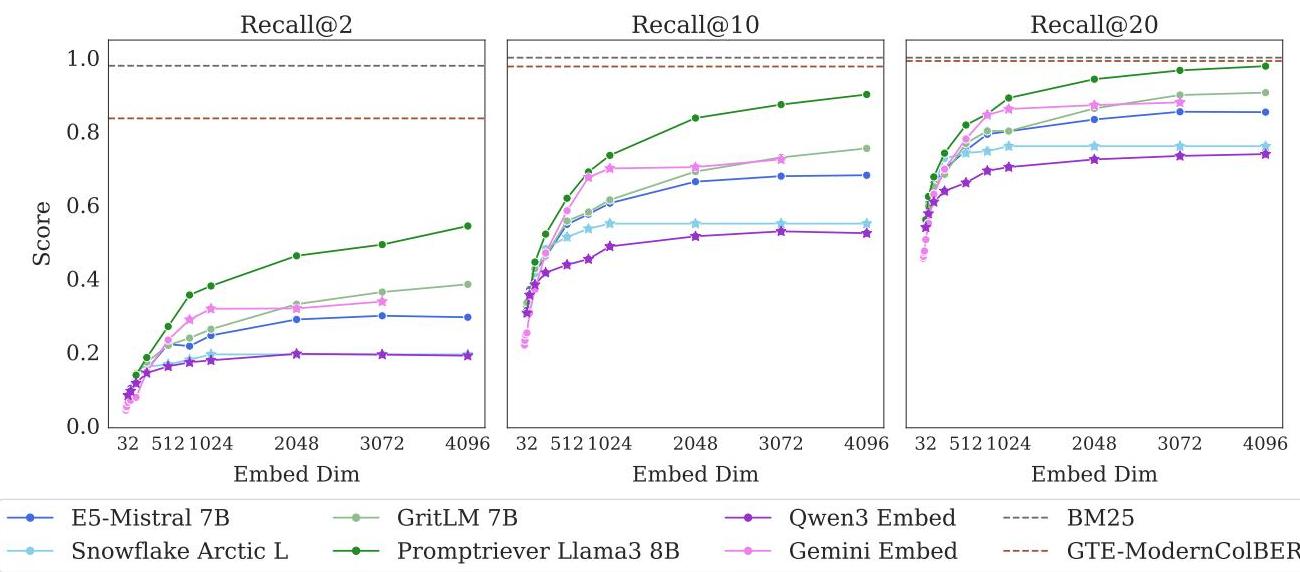 Recall@2 Recall@10 Recall@20
Score
1.0
0.8
0.6
0.4
0.2
0.0
32 512 1024 2048 3072 4096 32 512 1024 2048 3072 4096 32 512 1024 2048 3072 4096
Embed Dim Embed Dim Embed Dim
E5-Mistral 7B GritLM 7B Qwen3 Embed BM25
Snowflake Arctic L Promptriever Llama3 8B Gemini Embed GTE-ModernColBER